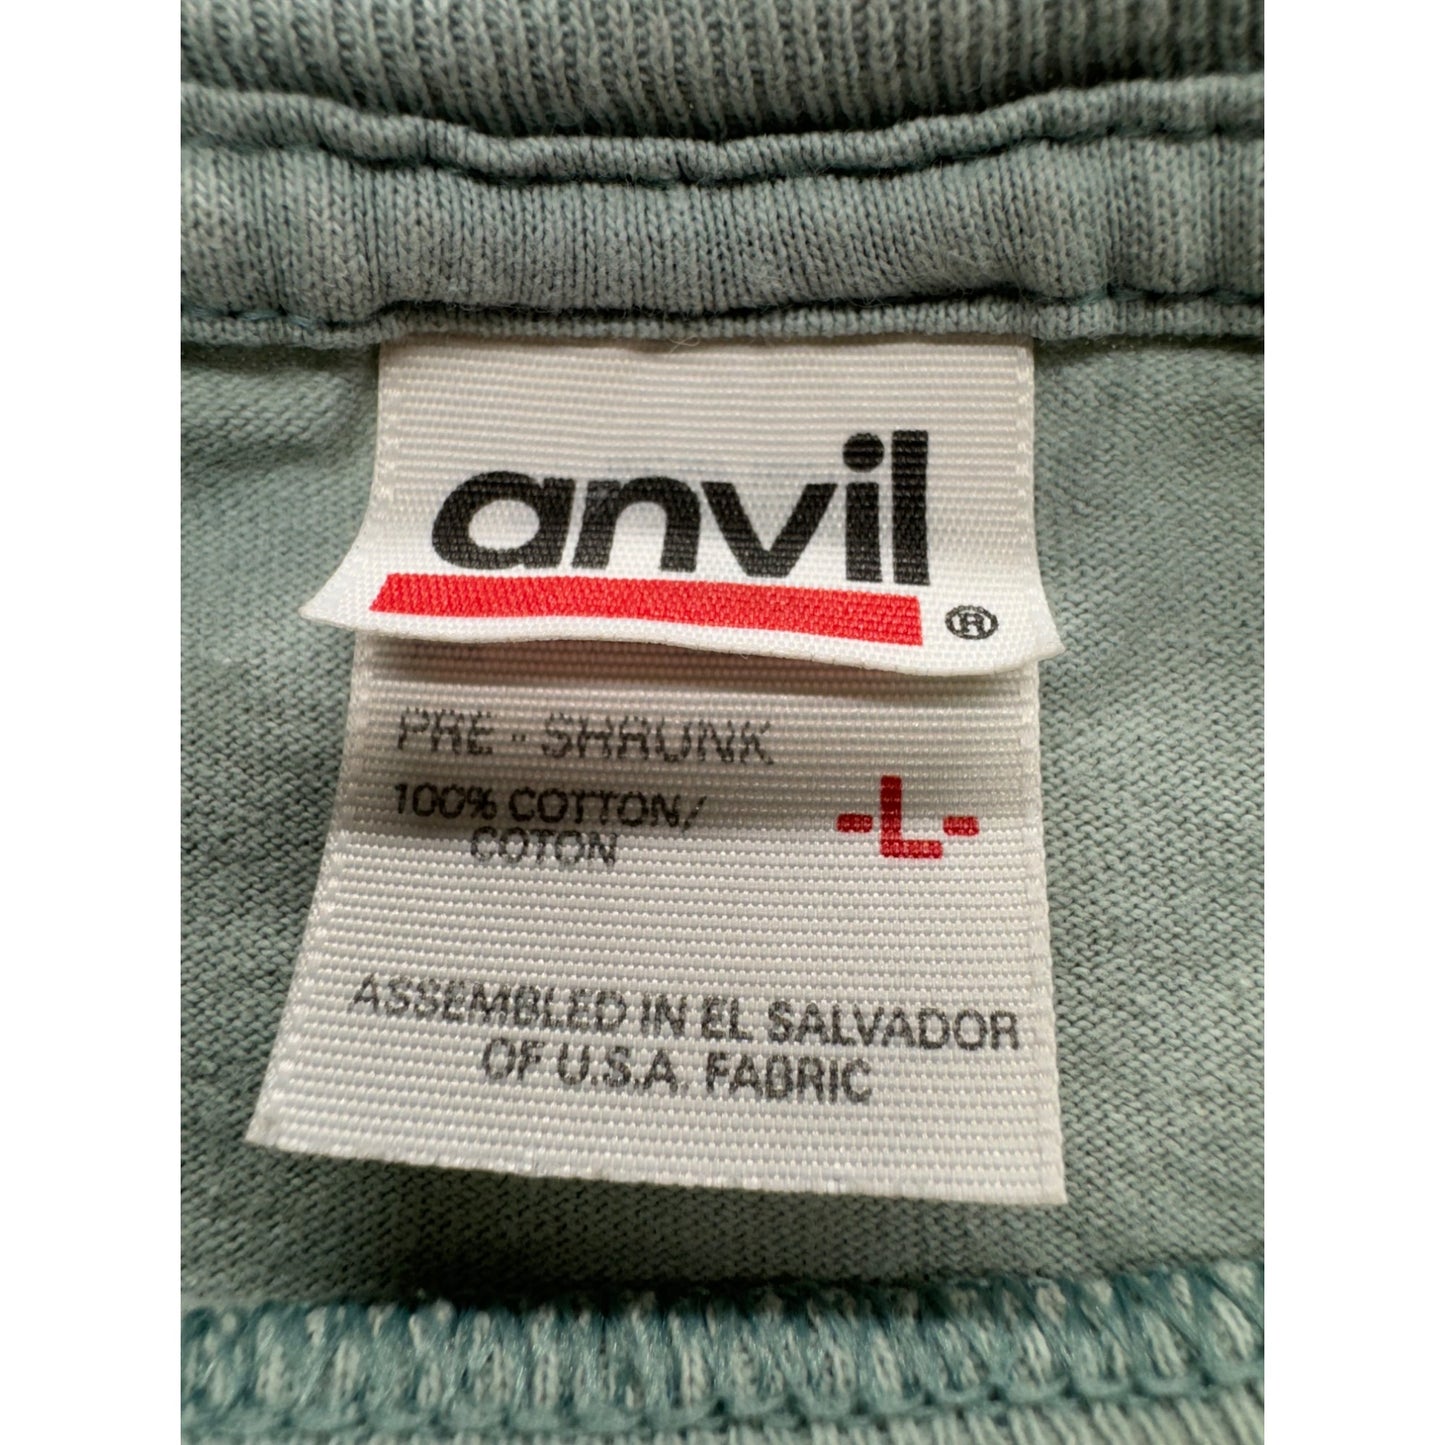 anvil®
PRE-SHRUNK
100% COTTON/
COTON
-L-
ASSEMBLED IN EL SALVADOR
OF U.S.A. FABRIC